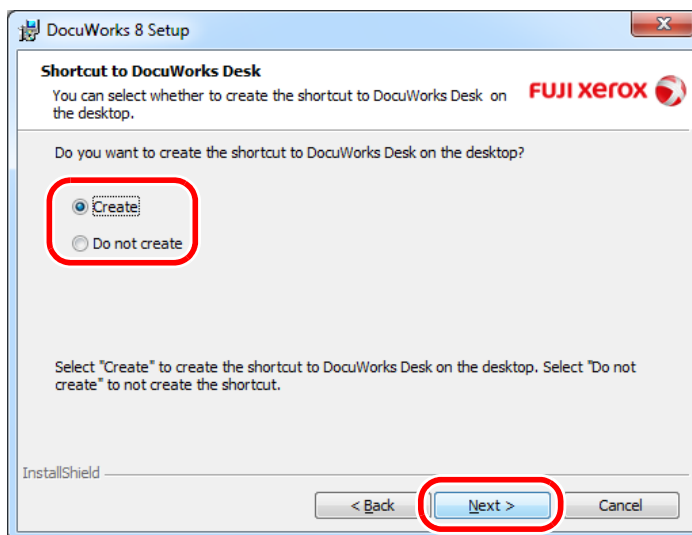 DocuWorks 8 Setup
Shortcut to DocuWorks Desk
You can select whether to create the shortcut to DocuWorks Desk on
the desktop.
FUJI xerox
Do you want to create the shortcut to DocuWorks Desk on the desktop?
Create
Do not create
Select "Create" to create the shortcut to DocuWorks Desk on the desktop. Select "Do not
create" to not create the shortcut.
InstallShield
< Back Next > Cancel